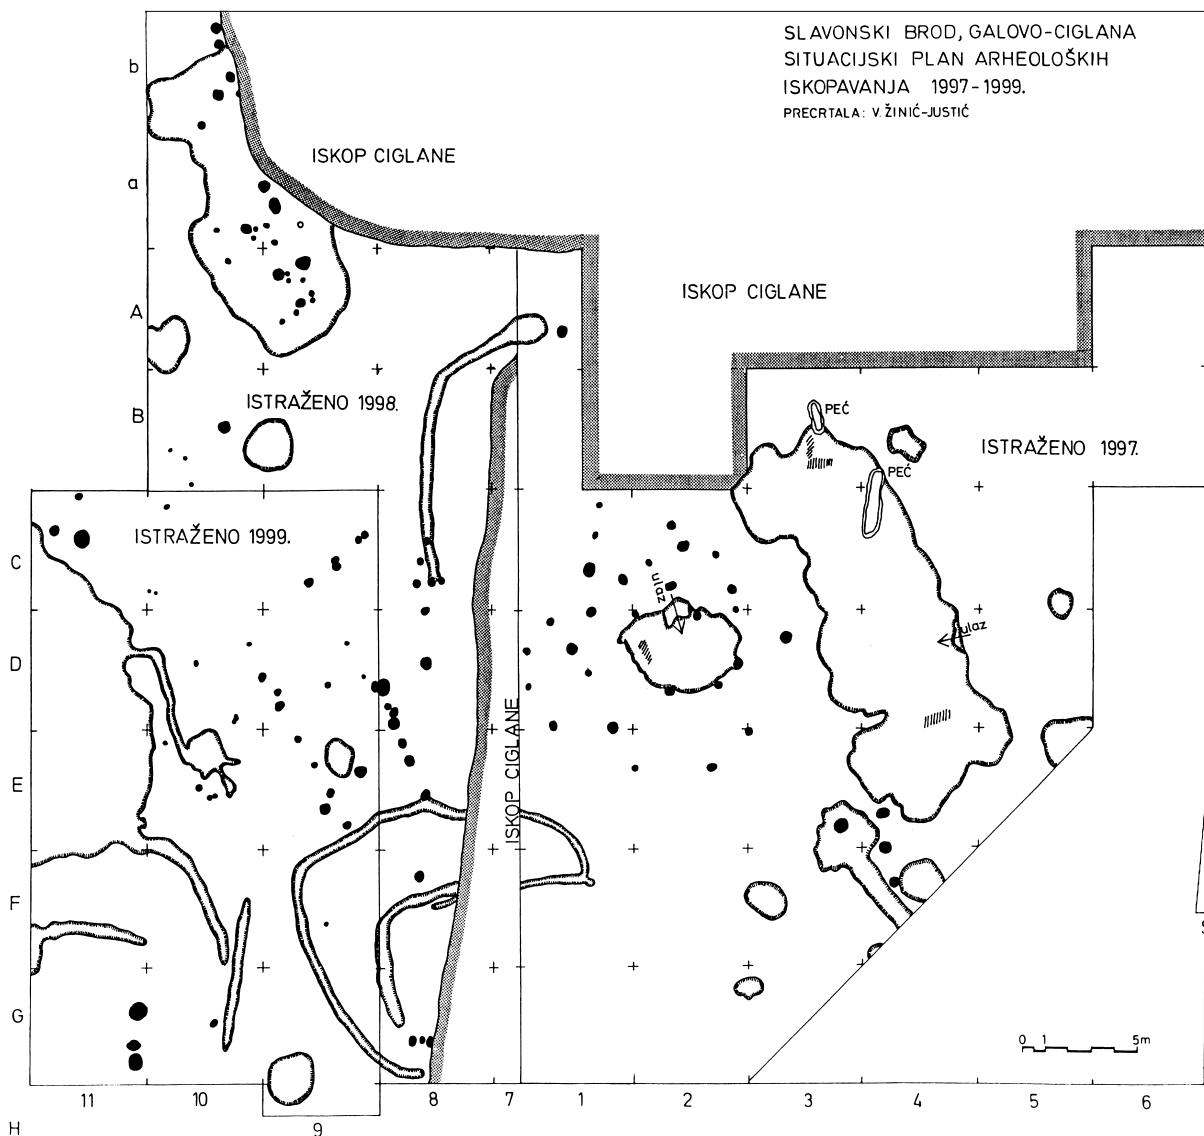 SLAVONSKI BROD, GALOVO-CIGLANA
SITUACIJSKI PLAN ARHEOLOŠKIH
ISKOPAVANJA 1997-1999.
PRECRTALA: V. ŽINIĆ-JUSTIĆ
b
ISKOP CIGLANE
a
ISKOP CIGLANE
A
ISTRAŽENO 1998.
B
PEĆ
ISTRAŽENO 1997.
PEĆ
ISTRAŽENO 1999.
C
ulaz
ulaz
D
ISKOP CIGLANE
E
F
G
0 1 5m
11 10 8 7 1 2 3 4 5 6
H 9